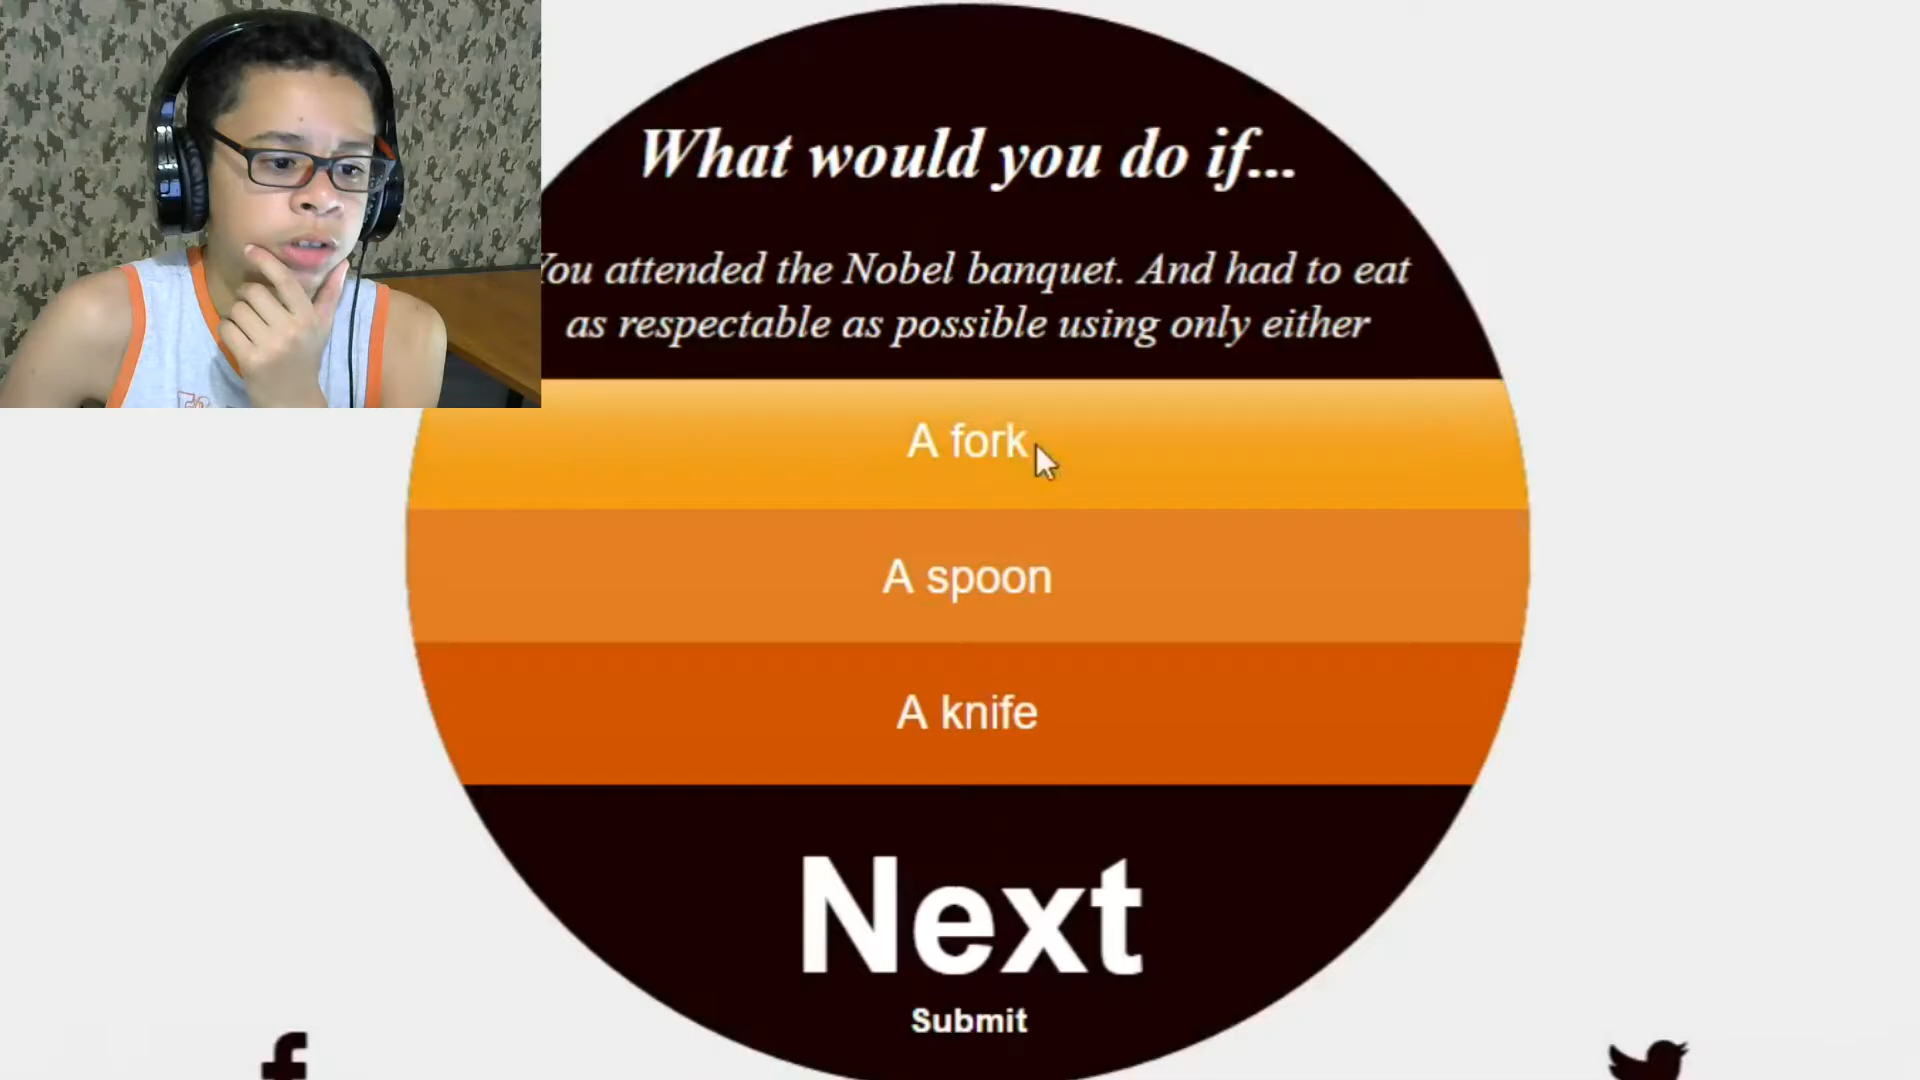 What would you do if...
You attended the Nobel banquet. And had to eat
as respectable as possible using only either
A fork
A spoon
A knife
Next
Submit